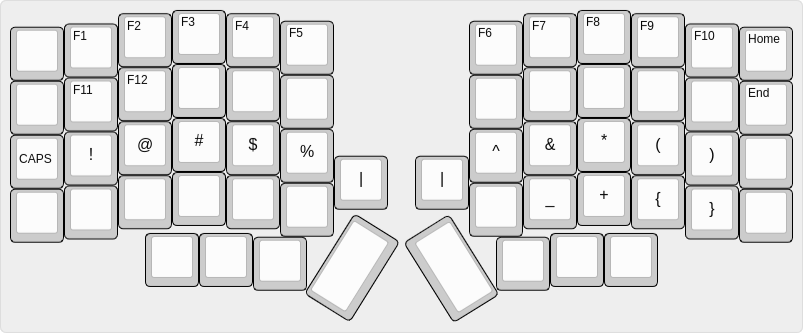 F1 F2 F3 F4 F5 F6 F7 F8 F9 F10 Home
F11 F12 End
CAPS ! @ # $ % ^ & * ( )
| |
_ + { }